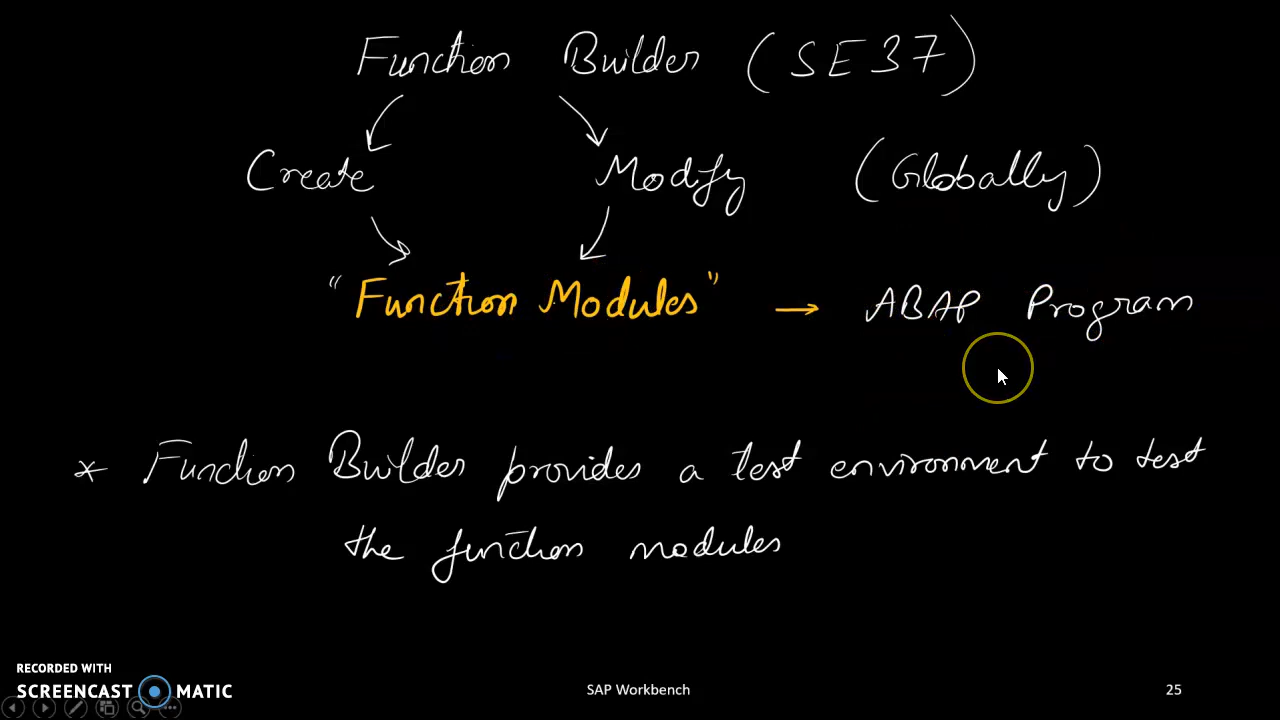 Function Builder (SE37)
Create Modify (Globally)
"Function Modules" → ABAP Program
* Function Builder provides a test environment to test
the function modules
RECORDED WITH
SCREENCAST MATIC
SAP Workbench
25